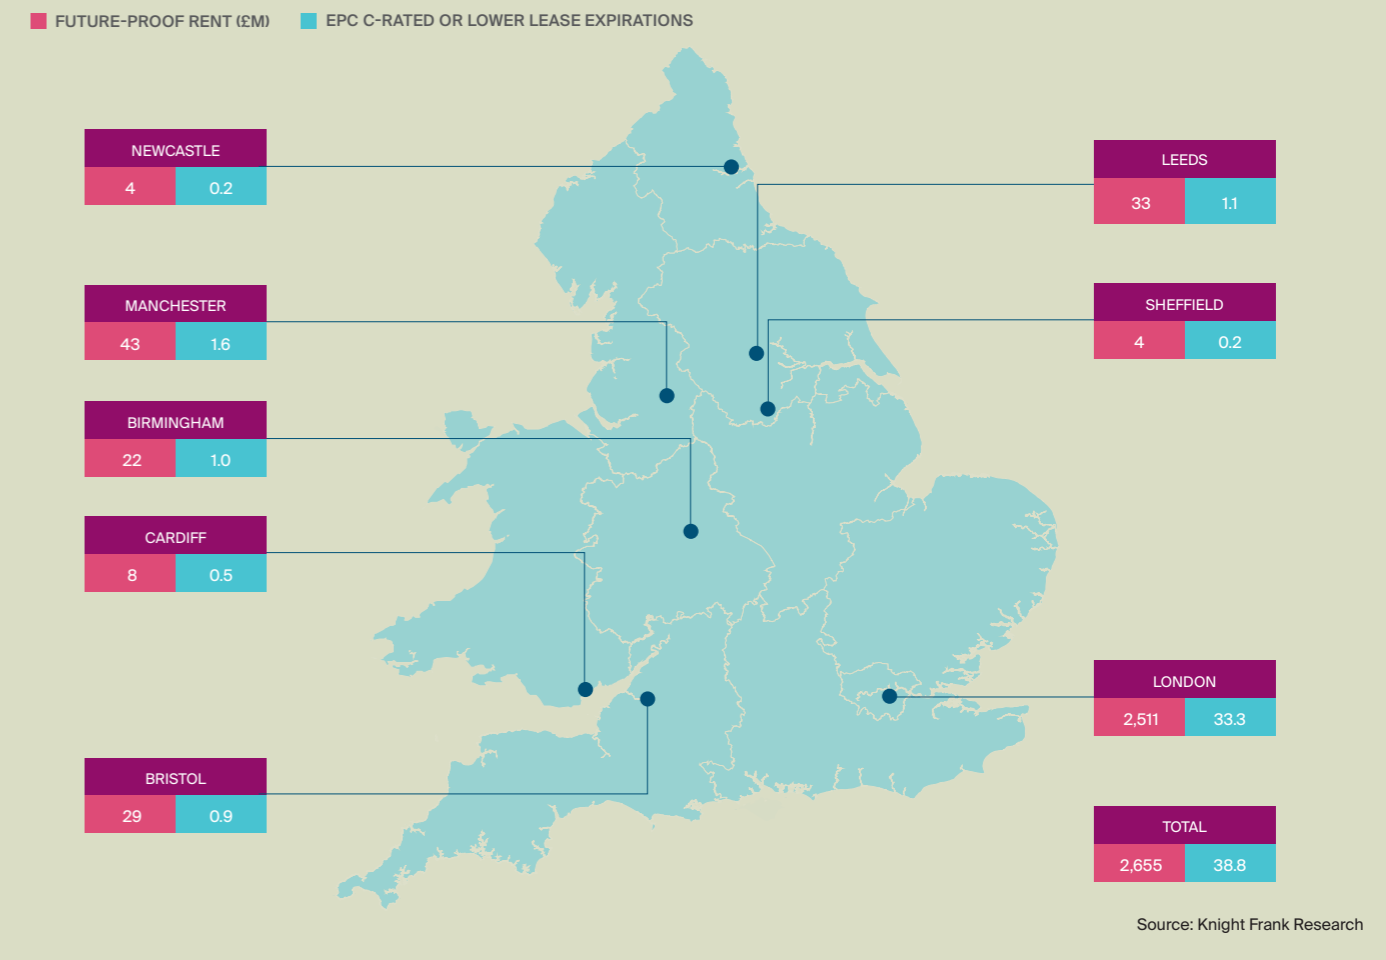 FUTURE-PROOF RENT (£M)
EPC C-RATED OR LOWER LEASE EXPIRATIONS
NEWCASTLE
4 0.2
MANCHESTER
43 1.6
BIRMINGHAM
22 1.0
CARDIFF
8 0.5
BRISTOL
29 0.9
LEEDS
33 1.1
SHEFFIELD
4 0.2
LONDON
2,511 33.3
TOTAL
2,655 38.8
Source: Knight Frank Research